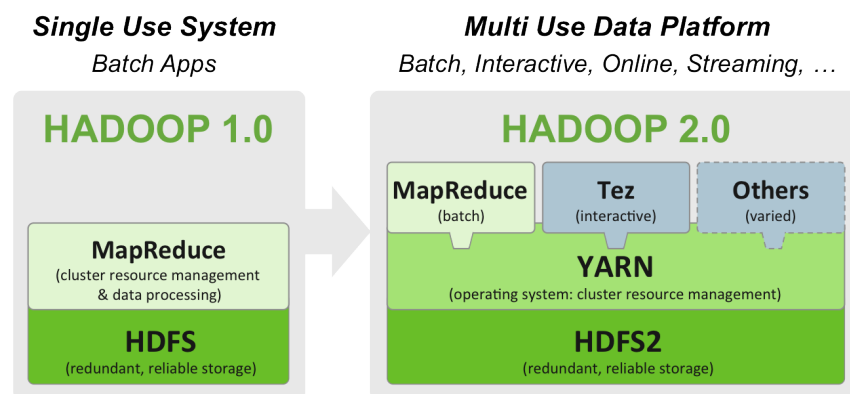 Single Use System
Batch Apps
HADOOP 1.0
MapReduce
(cluster resource management
& data processing)
HDFS
(redundant, reliable storage)
Multi Use Data Platform
Batch, Interactive, Online, Streaming, …
HADOOP 2.0
MapReduce
(batch)
Tez
(interactive)
Others
(varied)
YARN
(operating system: cluster resource management)
HDFS2
(redundant, reliable storage)